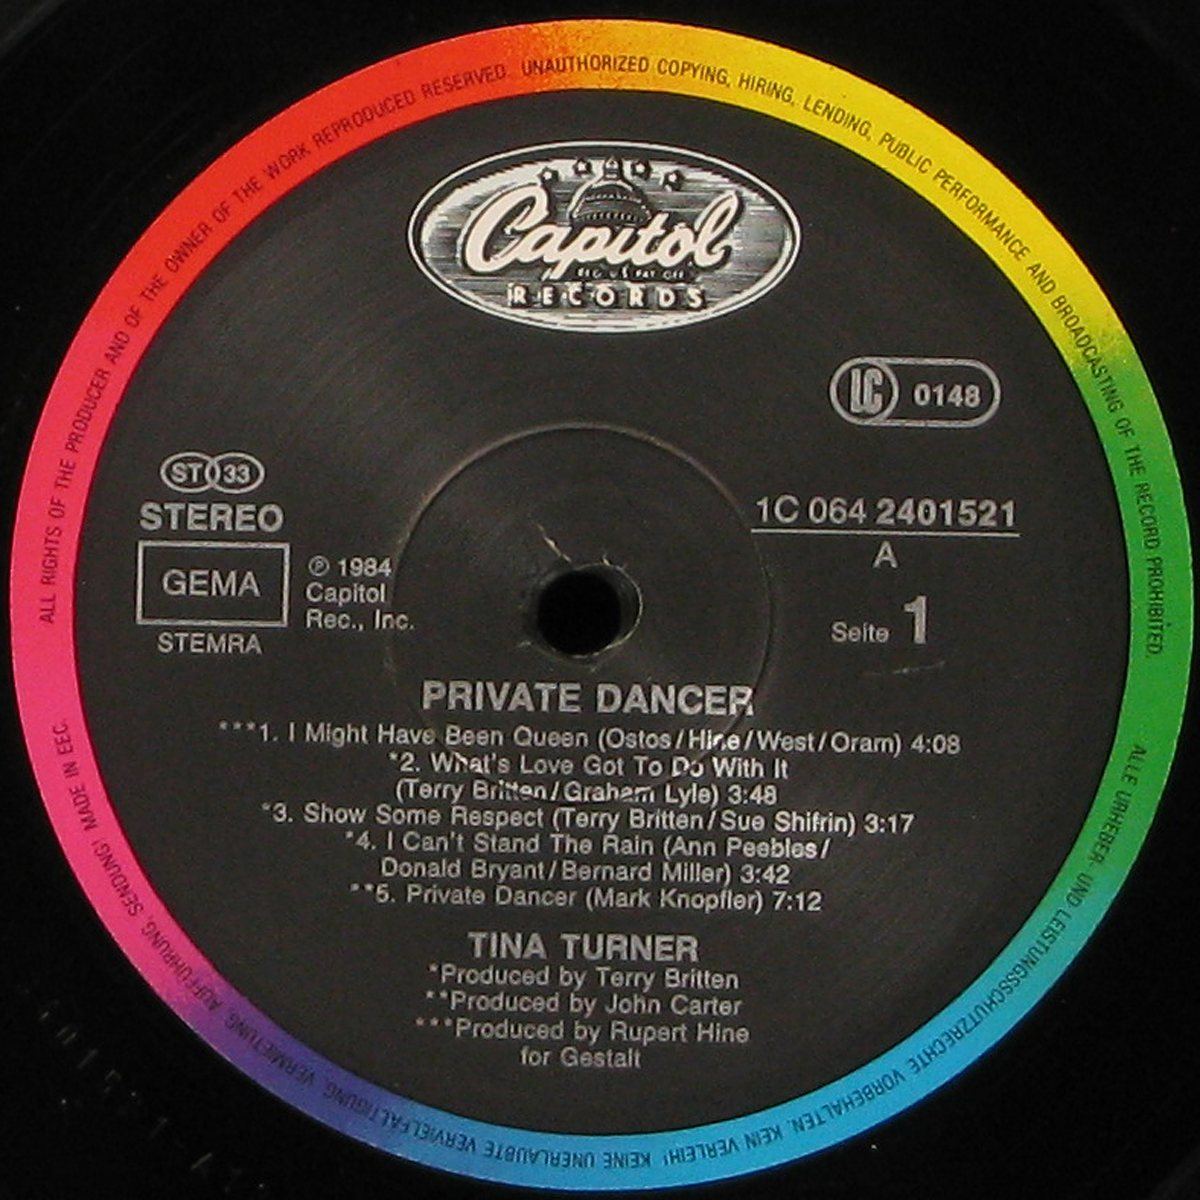 ALL RIGHTS OF THE PRODUCER AND OF THE OWNER OF THE WORK REPRODUCED RESERVED. UNAUTHORIZED COPYING, HIRING, LENDING, PUBLIC PERFORMANCE AND BROADCASTING OF THE RECORD PROHIBITED.
Capitol
REG. U.S. PAT. OFF.
RECORDS
LC 0148
ST 33
STEREO
GEMA
STEMRA
℗ 1984
Capitol
Rec., Inc.
1C 064 2401521
A
Seite 1
PRIVATE DANCER
***1. I Might Have Been Queen (Ostos/Hine/West/Oram) 4:08
*2. What's Love Got To Do With It
(Terry Britten/Graham Lyle) 3:48
*3. Show Some Respect (Terry Britten/Sue Shifrin) 3:17
*4. I Can't Stand The Rain (Ann Peebles/
Donald Bryant/Bernard Miller) 3:42
**5. Private Dancer (Mark Knopfler) 7:12
TINA TURNER
*Produced by Terry Britten
**Produced by John Carter
***Produced by Rupert Hine
for Gestalt
ALLE URHEBER- UND LEISTUNGSSCHUTZRECHTE VORBEHALTEN. KEIN VERLEIH! KEINE UNERLAUBTE VERVIELFÄLTIGUNG, VERMIETUNG, AUFFÜHRUNG, SENDUNG! MADE IN EEC.